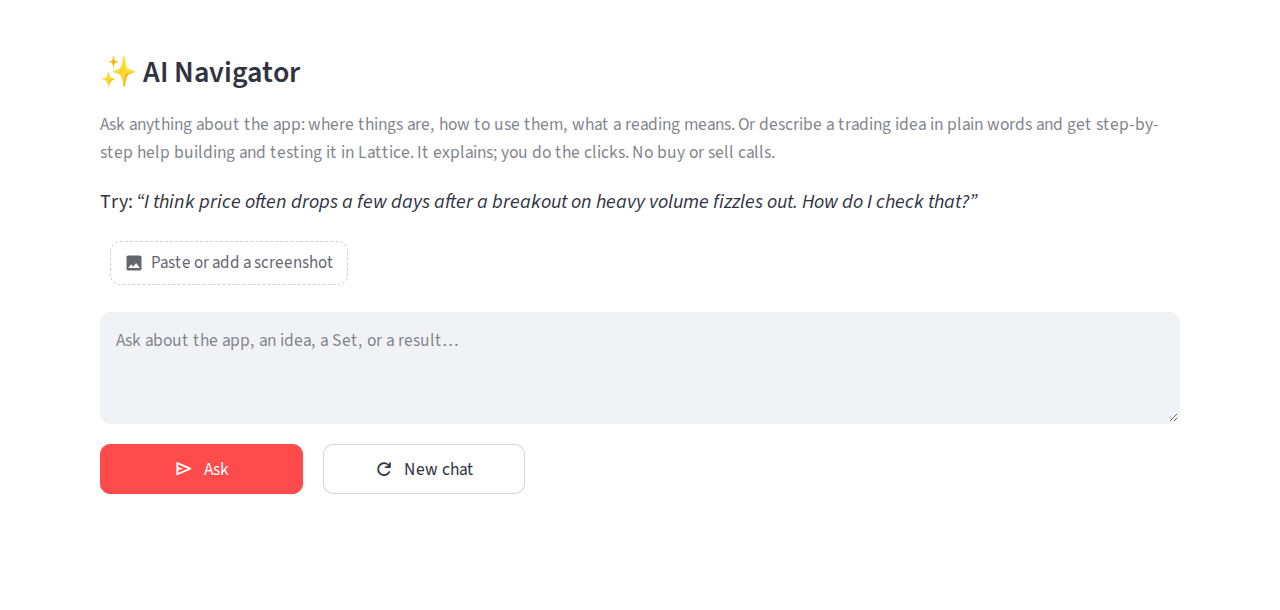 ✨ AI Navigator
Ask anything about the app: where things are, how to use them, what a reading means. Or describe a trading idea in plain words and get step-by-
step help building and testing it in Lattice. It explains; you do the clicks. No buy or sell calls.
Try: “I think price often drops a few days after a breakout on heavy volume fizzles out. How do I check that?”
Paste or add a screenshot
Ask about the app, an idea, a Set, or a result…
Ask
New chat